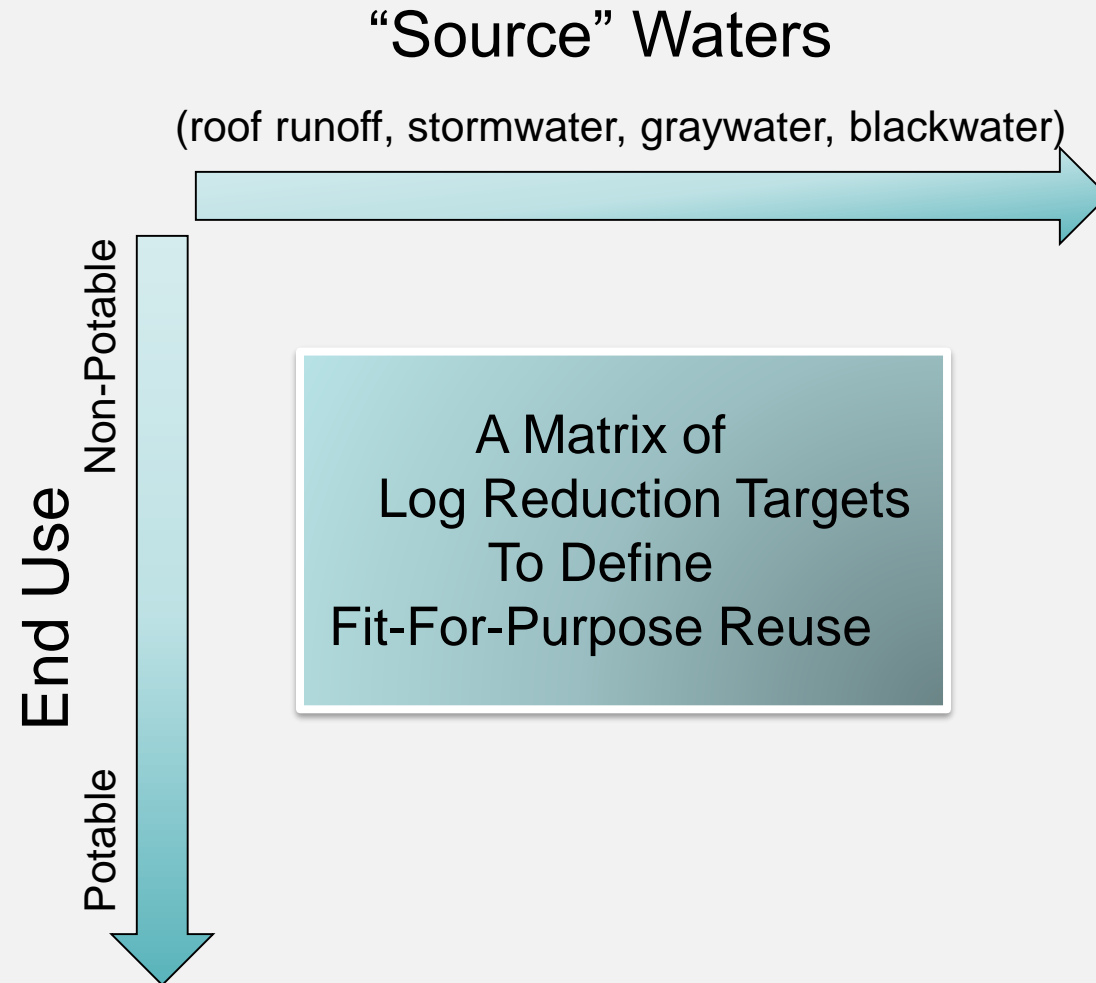 “Source” Waters
(roof runoff, stormwater, graywater, blackwater)
End Use
Non-Potable
Potable
A Matrix of
Log Reduction Targets
To Define
Fit-For-Purpose Reuse